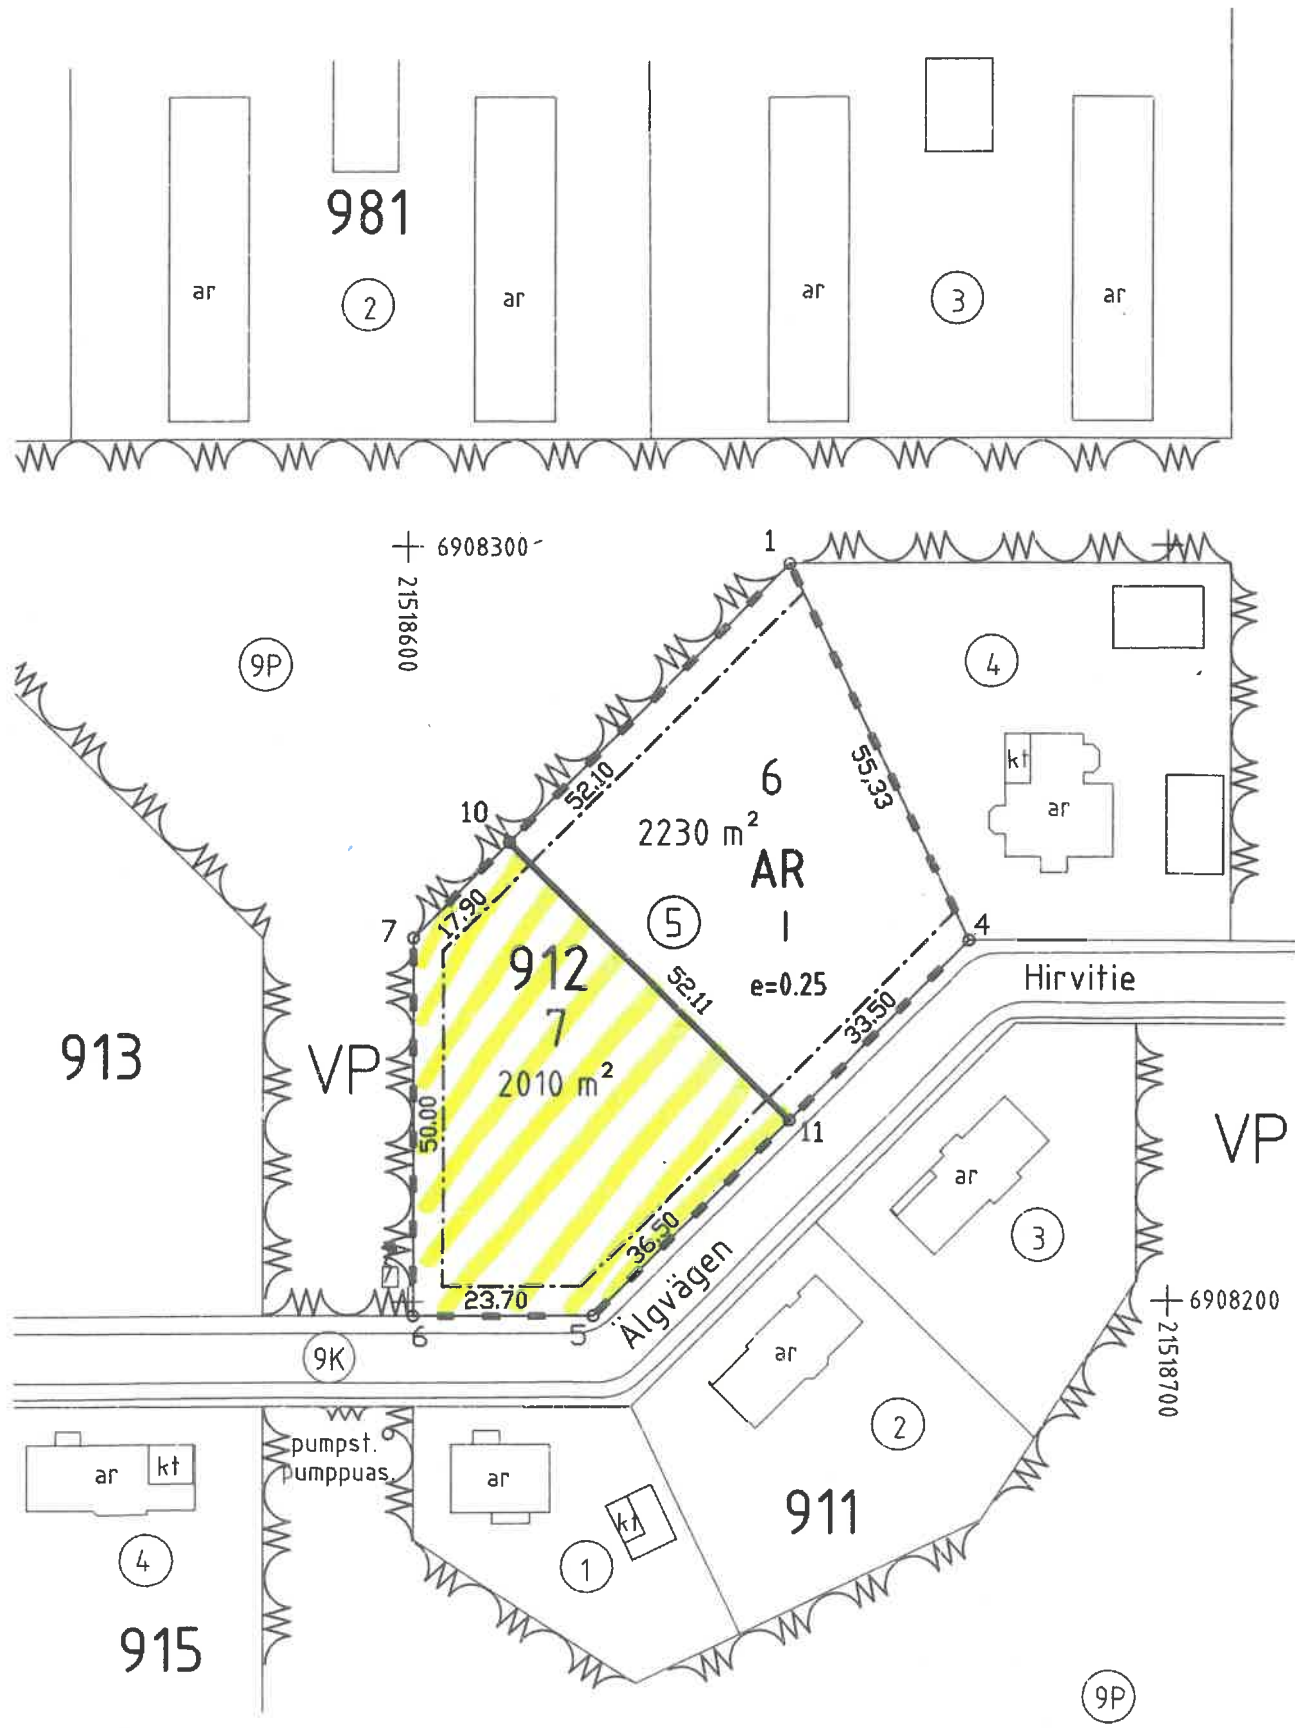 981
ar
2
ar
ar
3
ar
6908300
21518600
1
9P
4
kt
ar
6
2230 m²
AR
I
e=0.25
5
55,33
52.10
10
17.90
7
912
7
2010 m²
52.11
4
Hirvitie
33.50
913
VP
50.00
11
VP
36.50
Älgvägen
ar
3
7
23.70
6
5
6908200
21518700
9K
ar
2
pumpst.
pumppuas.
ar
kt
ar
kt
911
4
1
915
9P